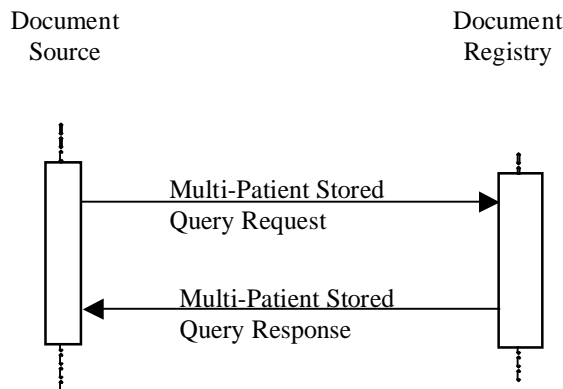 Document
Source
Document
Registry
Multi-Patient Stored
Query Request
Multi-Patient Stored
Query Response